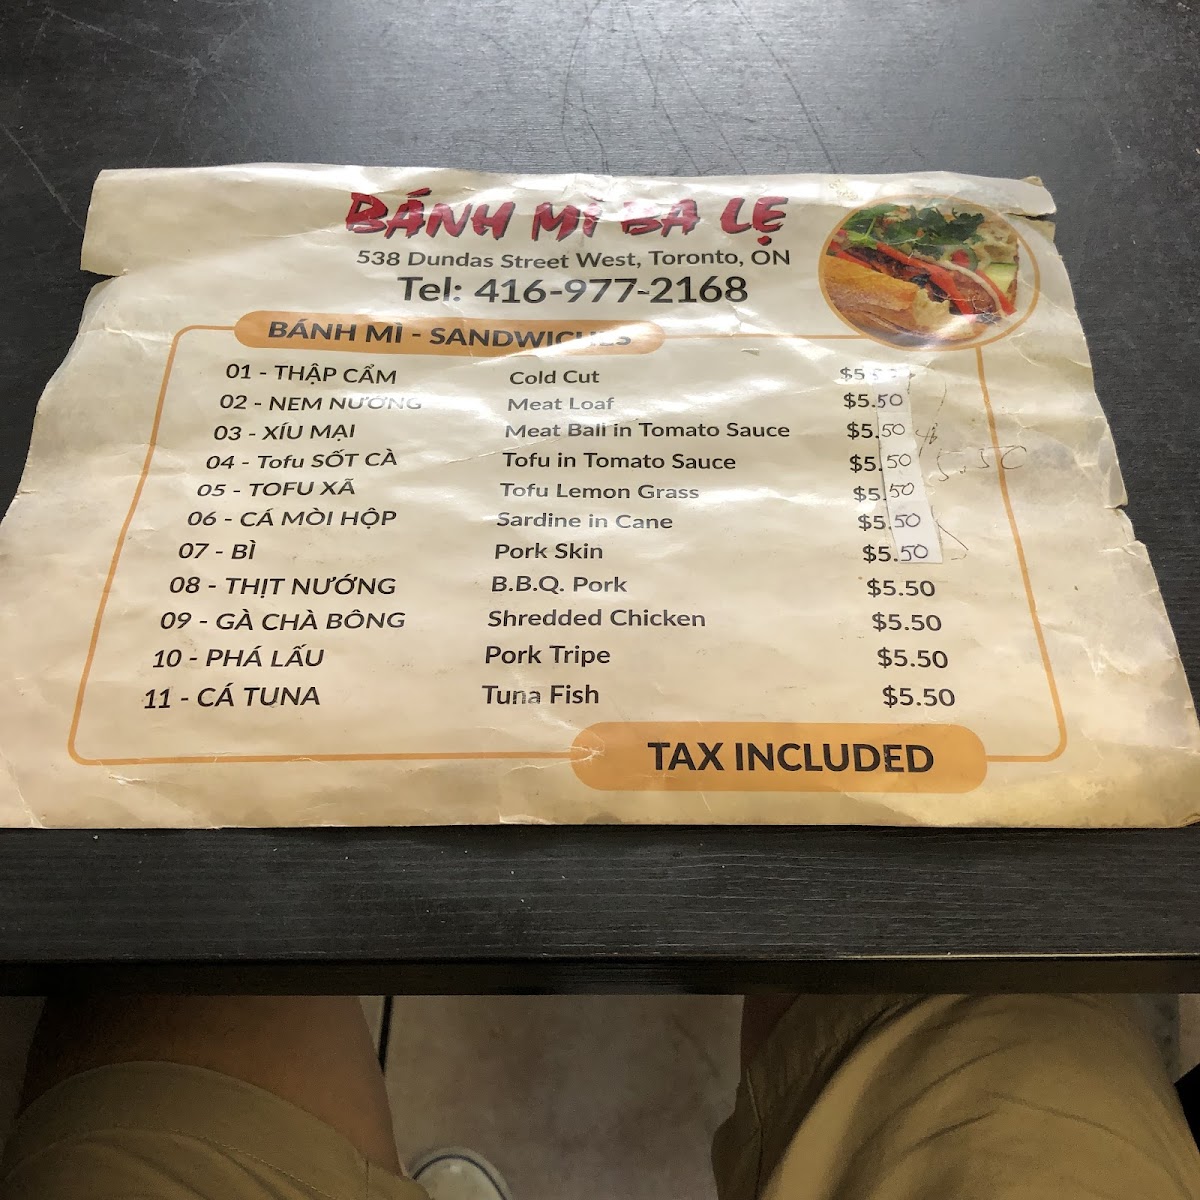 BÁNH MÌ BA LẸ
538 Dundas Street West, Toronto, ON
Tel: 416-977-2168
BÁNH MÌ - SANDWICHES
01 - THẬP CẨM Cold Cut
02 - NEM NƯỚNG Meat Loaf $5.50
03 - XÍU MẠI Meat Ball in Tomato Sauce $5.50
04 - Tofu SỐT CÀ Tofu in Tomato Sauce $5.50
5.50
05 - TOFU XÃ Tofu Lemon Grass $5.50
06 - CÁ MÒI HỘP Sardine in Cane $5.50
07 - BÌ Pork Skin $5.50
08 - THỊT NƯỚNG B.B.Q. Pork $5.50
09 - GÀ CHÀ BÔNG Shredded Chicken $5.50
10 - PHÁ LẤU Pork Tripe $5.50
11 - CÁ TUNA Tuna Fish $5.50
TAX INCLUDED